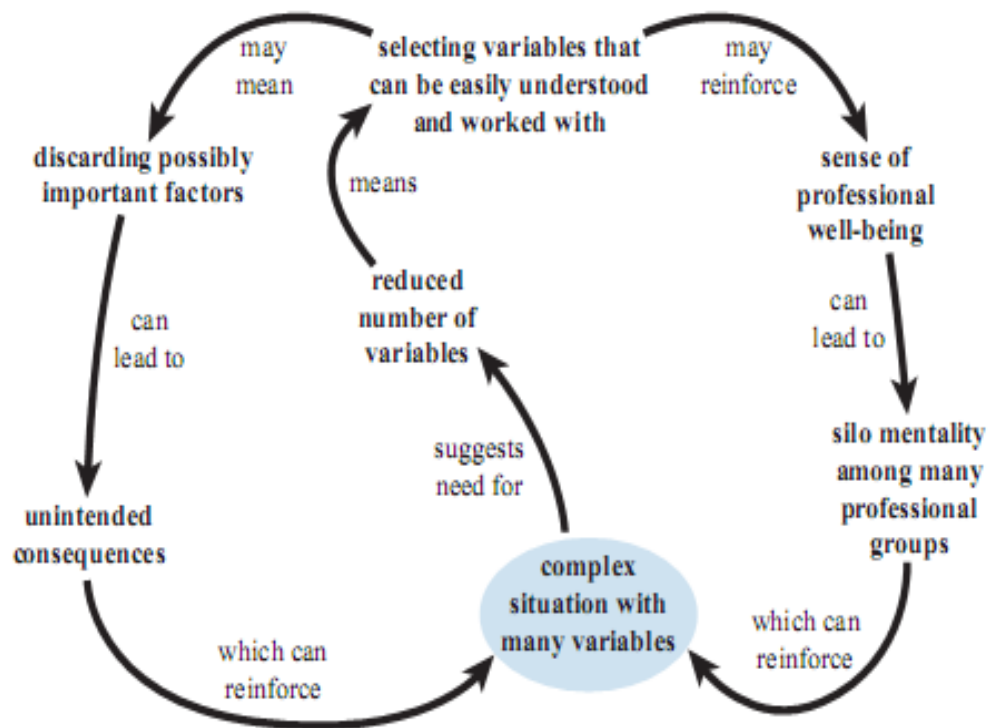 may
mean
selecting variables that
can be easily understood
and worked with
may
reinforce
discarding possibly
important factors
means
sense of
professional
well-being
reduced
number of
variables
can
lead to
can
lead to
suggests
need for
silo mentality
among many
professional
groups
unintended
consequences
complex
situation with
many variables
which can
reinforce
which can
reinforce